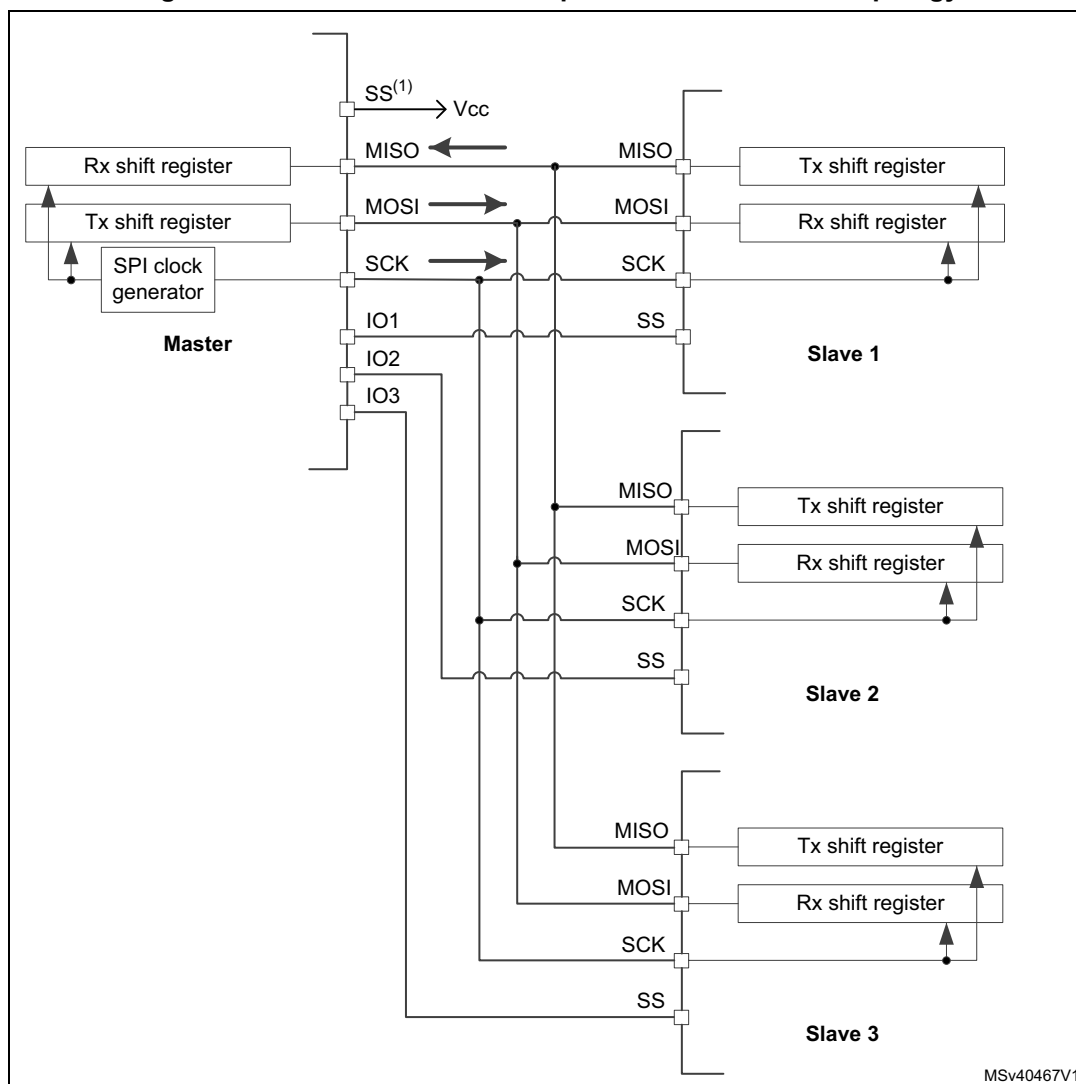 SS(1)
Vcc
MISO
MISO
Rx shift register
Tx shift register
MOSI
MOSI
Tx shift register
Rx shift register
SPI clock
generator
SCK
SCK
Master
IO1
SS
Slave 1
IO2
IO3
MISO
Tx shift register
MOSI
Rx shift register
SCK
SS
Slave 2
MISO
Tx shift register
MOSI
Rx shift register
SCK
SS
Slave 3
MSv40467V1